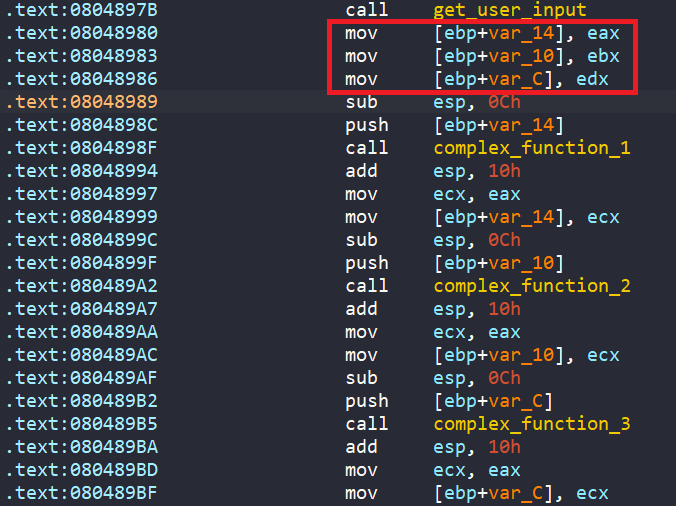 .text:0804897B call get_user_input
.text:08048980 mov [ebp+var_14], eax
.text:08048983 mov [ebp+var_10], ebx
.text:08048986 mov [ebp+var_C], edx
.text:08048989 sub esp, 0Ch
.text:0804898C push [ebp+var_14]
.text:0804898F call complex_function_1
.text:08048994 add esp, 10h
.text:08048997 mov ecx, eax
.text:08048999 mov [ebp+var_14], ecx
.text:0804899C sub esp, 0Ch
.text:0804899F push [ebp+var_10]
.text:080489A2 call complex_function_2
.text:080489A7 add esp, 10h
.text:080489AA mov ecx, eax
.text:080489AC mov [ebp+var_10], ecx
.text:080489AF sub esp, 0Ch
.text:080489B2 push [ebp+var_C]
.text:080489B5 call complex_function_3
.text:080489BA add esp, 10h
.text:080489BD mov ecx, eax
.text:080489BF mov [ebp+var_C], ecx